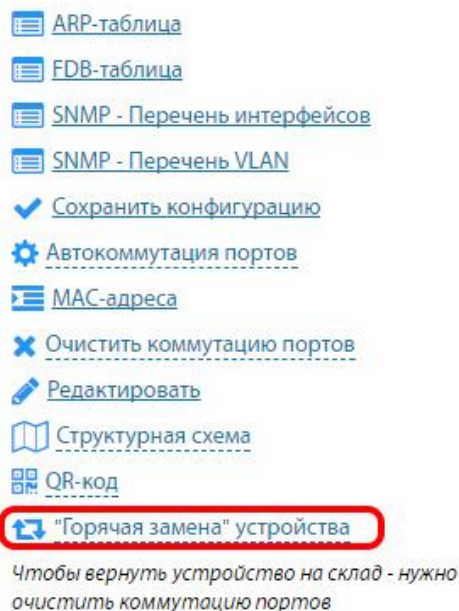 ARP-таблица
FDB-таблица
SNMP - Перечень интерфейсов
SNMP - Перечень VLAN
Сохранить конфигурацию
Автокоммутация портов
MAC-адреса
Очистить коммутацию портов
Редактировать
Структурная схема
QR-код
"Горячая замена" устройства
Чтобы вернуть устройство на склад - нужно
очистить коммутацию портов